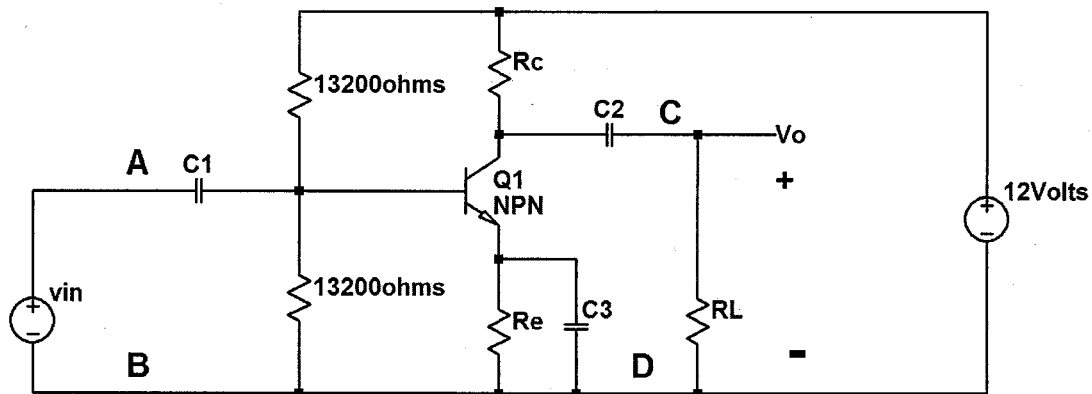 Rc
13200ohms
C2
C
Vo
A
C1
+
Q1
NPN
12Volts
+
-
13200ohms
vin
+
-
Re
C3
RL
B
D
-